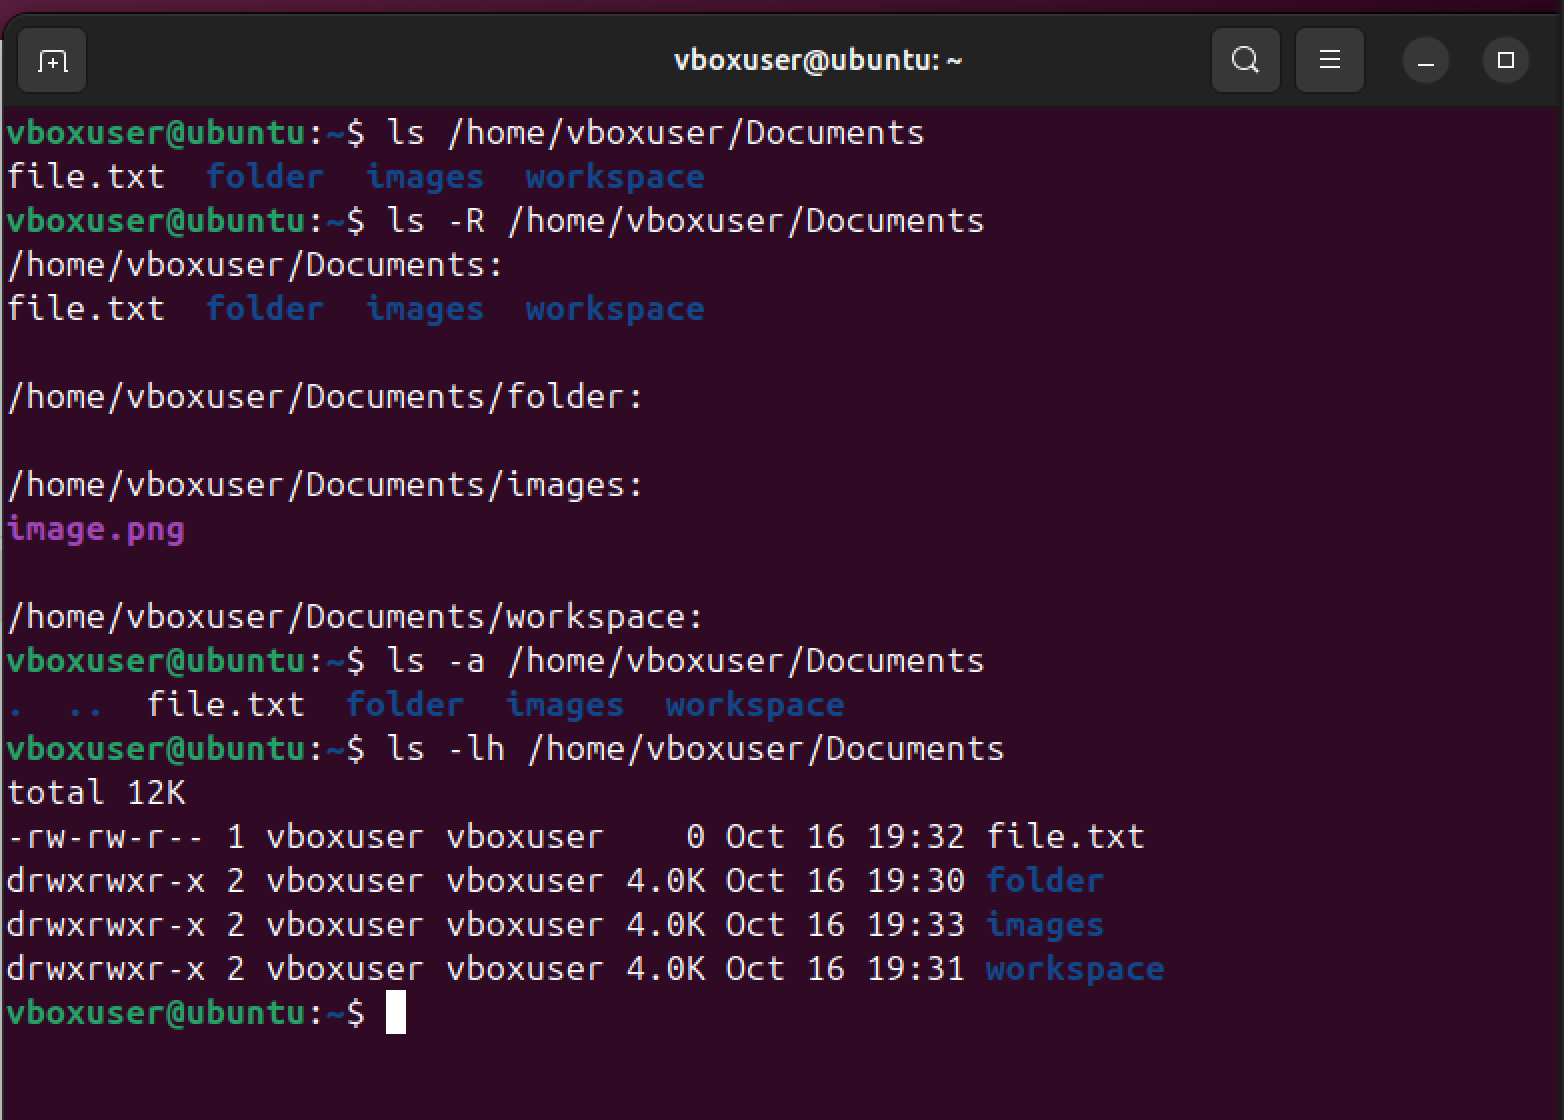 vboxuser@ubuntu: ~
vboxuser@ubuntu:~$ ls /home/vboxuser/Documents
file.txt  folder  images  workspace
vboxuser@ubuntu:~$ ls -R /home/vboxuser/Documents
/home/vboxuser/Documents:
file.txt  folder  images  workspace
/home/vboxuser/Documents/folder:
/home/vboxuser/Documents/images:
image.png
/home/vboxuser/Documents/workspace:
vboxuser@ubuntu:~$ ls -a /home/vboxuser/Documents
.  ..  file.txt  folder  images  workspace
vboxuser@ubuntu:~$ ls -lh /home/vboxuser/Documents
total 12K
-rw-rw-r-- 1 vboxuser vboxuser    0 Oct 16 19:32 file.txt
drwxrwxr-x 2 vboxuser vboxuser 4.0K Oct 16 19:30 folder
drwxrwxr-x 2 vboxuser vboxuser 4.0K Oct 16 19:33 images
drwxrwxr-x 2 vboxuser vboxuser 4.0K Oct 16 19:31 workspace
vboxuser@ubuntu:~$